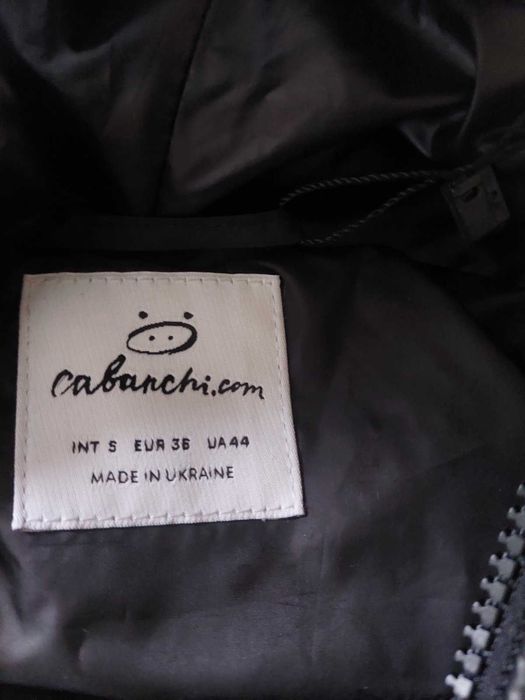 cabanchi.com
INT S EUR 36 UA44
MADE IN UKRAINE